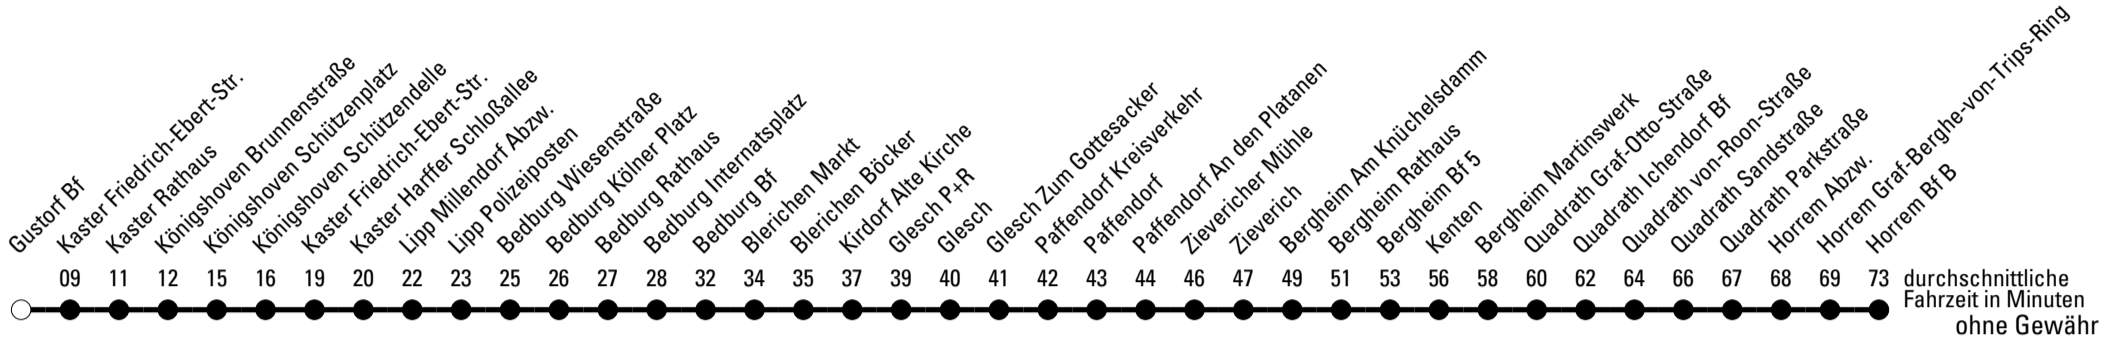 Gustorf Bf
Kaster Friedrich-Ebert-Str.
Kaster Rathaus
Königshoven Brunnenstraße
Königshoven Schützenplatz
Königshoven Schützendelle
Kaster Friedrich-Ebert-Str.
Kaster Harffer Schloßallee
Lipp Millendorf Abzw.
Lipp Polizeiposten
Bedburg Wiesenstraße
Bedburg Kölner Platz
Bedburg Rathaus
Bedburg Internatsplatz
Bedburg Bf
Blerichen Markt
Blerichen Böcker
Kirdorf Alte Kirche
Glesch P+R
Glesch
Glesch Zum Gottesacker
Paffendorf Kreisverkehr
Paffendorf
Paffendorf An den Platanen
Zievericher Mühle
Zieverich
Bergheim Am Knüchelsdamm
Bergheim Rathaus
Bergheim Bf 5
Kenten
Bergheim Martinswerk
Quadrath Graf-Otto-Straße
Quadrath Ichendorf Bf
Quadrath von-Roon-Straße
Quadrath Sandstraße
Quadrath Parkstraße
Horrem Abzw.
Horrem Graf-Berghe-von-Trips-Ring
Horrem Bf B
09 11 12 15 16 19 20 22 23 25 26 27 28 32 34 35 37 39 40 41 42 43 44 46 47 49 51 53 56 58 60 62 64 66 67 68 69 73 durchschnittliche
Fahrzeit in Minuten
ohne Gewähr